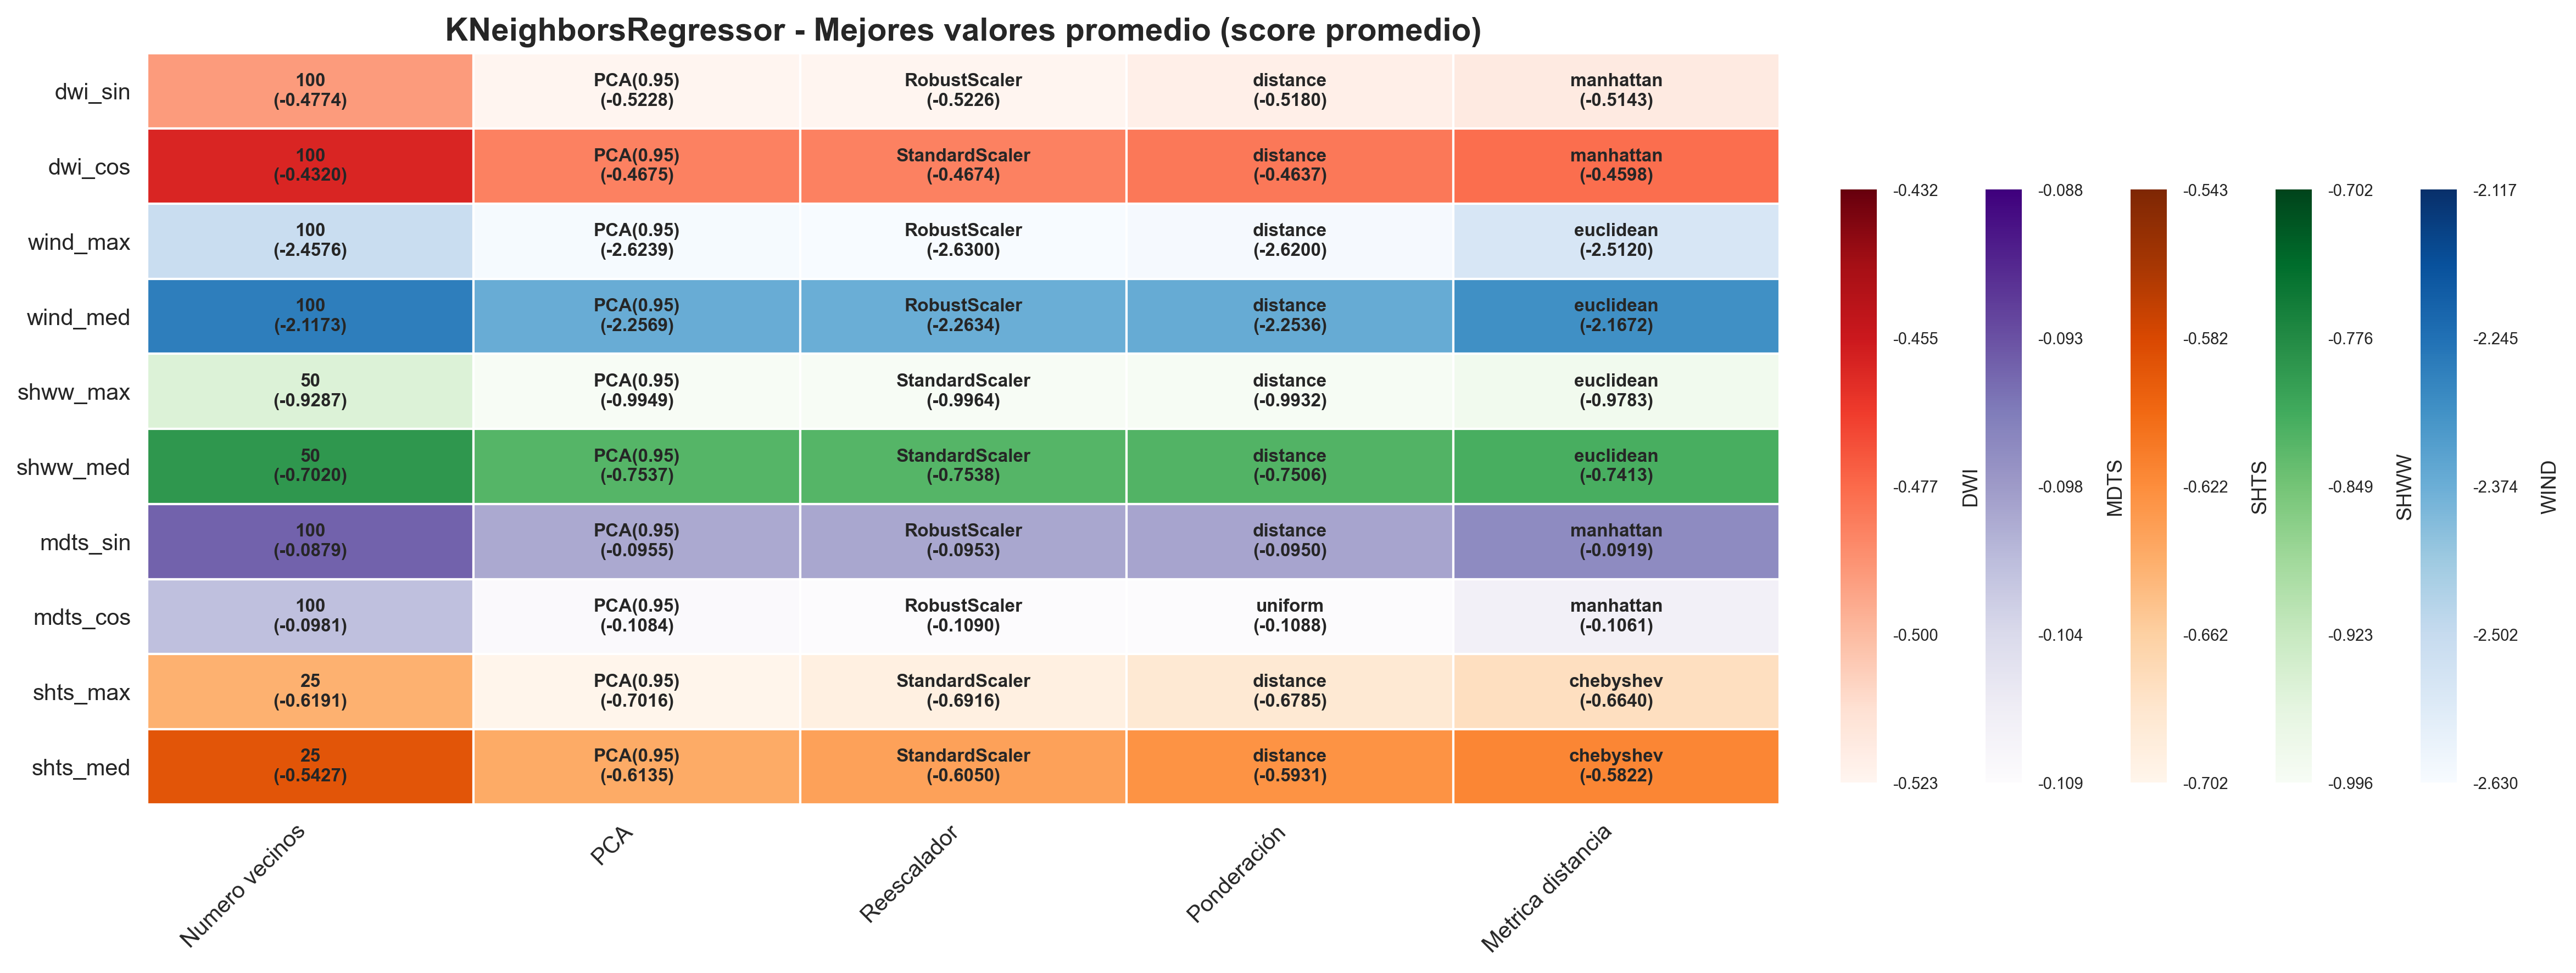 KNeighborsRegressor - Mejores valores promedio (score promedio)
dwi_sin
100
(-0.4774)
PCA(0.95)
(-0.5228)
RobustScaler
(-0.5226)
distance
(-0.5180)
manhattan
(-0.5143)
dwi_cos
100
(-0.4320)
PCA(0.95)
(-0.4675)
StandardScaler
(-0.4674)
distance
(-0.4637)
manhattan
(-0.4598)
wind_max
100
(-2.4576)
PCA(0.95)
(-2.6239)
RobustScaler
(-2.6300)
distance
(-2.6200)
euclidean
(-2.5120)
wind_med
100
(-2.1173)
PCA(0.95)
(-2.2569)
RobustScaler
(-2.2634)
distance
(-2.2536)
euclidean
(-2.1672)
shww_max
50
(-0.9287)
PCA(0.95)
(-0.9949)
StandardScaler
(-0.9964)
distance
(-0.9932)
euclidean
(-0.9783)
shww_med
50
(-0.7020)
PCA(0.95)
(-0.7537)
StandardScaler
(-0.7538)
distance
(-0.7506)
euclidean
(-0.7413)
mdts_sin
100
(-0.0879)
PCA(0.95)
(-0.0955)
RobustScaler
(-0.0953)
distance
(-0.0950)
manhattan
(-0.0919)
mdts_cos
100
(-0.0981)
PCA(0.95)
(-0.1084)
RobustScaler
(-0.1090)
uniform
(-0.1088)
manhattan
(-0.1061)
shts_max
25
(-0.6191)
PCA(0.95)
(-0.7016)
StandardScaler
(-0.6916)
distance
(-0.6785)
chebyshev
(-0.6640)
shts_med
25
(-0.5427)
PCA(0.95)
(-0.6135)
StandardScaler
(-0.6050)
distance
(-0.5931)
chebyshev
(-0.5822)
Numero vecinos
PCA
Reescalador
Ponderación
Metrica distancia
-0.432
-0.455
-0.477
-0.500
-0.523
DWI
-0.088
-0.093
-0.098
-0.104
-0.109
MDTS
-0.543
-0.582
-0.622
-0.662
-0.702
SHTS
-0.702
-0.776
-0.849
-0.923
-0.996
SHWW
-2.117
-2.245
-2.374
-2.502
-2.630
WIND